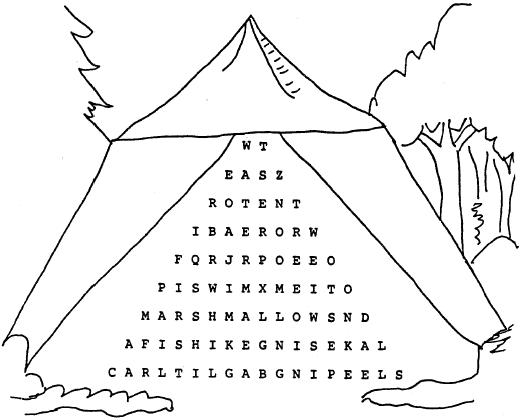 W T
E A S Z
R O T E N T
I B A E R O R W
F Q R J R P O E E O
P I S W I M X M E I T O
M A R S H M A L L O W S N D
A F I S H I K E G N I S E K A L
C A R L T I L G A B G N I P E E L S